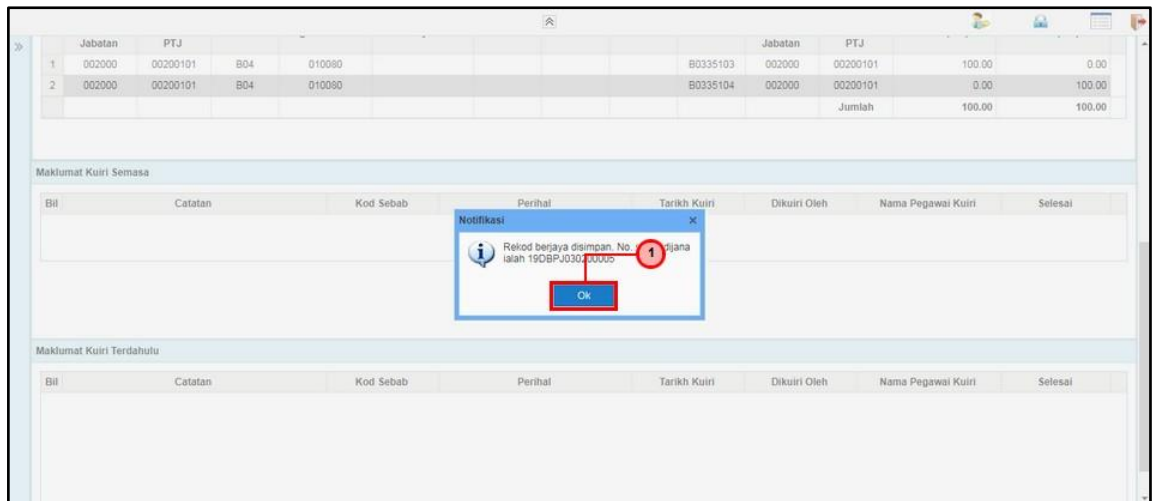 Jabatan PTJ Jabatan PTJ
1 002000 00200101 B04 010080 B0335103 002000 00200101 100.00 0.00
2 002000 00200101 B04 010080 B0335104 002000 00200101 0.00 100.00
Jumlah 100.00 100.00
Maklumat Kuiri Semasa
Bil Catatan Kod Sebab Perihal Tarikh Kuiri Dikuiri Oleh Nama Pegawai Kuiri Selesai
Notifikasi
Rekod berjaya disimpan. No. dijana
ialah 19DBPJ030200005
1
Ok
Maklumat Kuiri Terdahulu
Bil Catatan Kod Sebab Perihal Tarikh Kuiri Dikuiri Oleh Nama Pegawai Kuiri Selesai